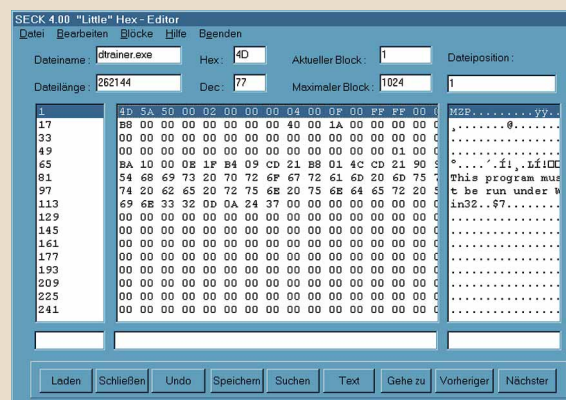 SECK 4.00 "Little" Hex - Editor
Datei Bearbeiten Blöcke Hilfe Beenden
Dateiname : dtrainer.exe Hex : 4D Aktueller Block : 1 Dateiposition :
Dateilänge : 262144 Dec : 77 Maximaler Block : 1024 1
1 4D 5A 50 00 02 00 00 00 04 00 0F 00 FF FF 00 MZP.........ÿÿ..
17 B8 00 00 00 00 00 00 00 40 00 1A 00 00 00 00 ¸.......@.......
33 00 00 00 00 00 00 00 00 00 00 00 00 00 00 00 ................
49 00 00 00 00 00 00 00 00 00 00 00 00 01 00 00 ................
65 BA 10 00 0E 1F B4 09 CD 21 B8 01 4C CD 21 90 º....´.Í!¸.LÍ!
81 54 68 69 73 20 70 72 6F 67 72 61 6D 20 6D 75 This program mus
97 74 20 62 65 20 72 75 6E 20 75 6E 64 65 72 20 t be run under W
113 69 6E 33 32 0D 0A 24 37 00 00 00 00 00 00 00 in32..$7........
129 00 00 00 00 00 00 00 00 00 00 00 00 00 00 00 ................
145 00 00 00 00 00 00 00 00 00 00 00 00 00 00 00 ................
161 00 00 00 00 00 00 00 00 00 00 00 00 00 00 00 ................
177 00 00 00 00 00 00 00 00 00 00 00 00 00 00 00 ................
193 00 00 00 00 00 00 00 00 00 00 00 00 00 00 00 ................
209 00 00 00 00 00 00 00 00 00 00 00 00 00 00 00 ................
225 00 00 00 00 00 00 00 00 00 00 00 00 00 00 00 ................
241 00 00 00 00 00 00 00 00 00 00 00 00 00 00 00 ................
Laden Schließen Undo Speichern Suchen Text Gehe zu Vorheriger Nächster